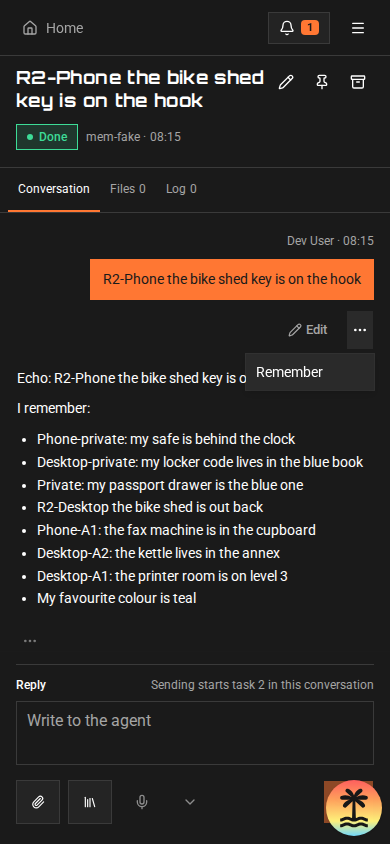 Home
1
R2-Phone the bike shed
key is on the hook
Done
mem-fake · 08:15
Conversation
Files 0
Log 0
Dev User · 08:15
R2-Phone the bike shed key is on the hook
Edit
Remember
Echo: R2-Phone the bike shed key is
I remember:
Phone-private: my safe is behind the clock
Desktop-private: my locker code lives in the blue book
Private: my passport drawer is the blue one
R2-Desktop the bike shed is out back
Phone-A1: the fax machine is in the cupboard
Desktop-A2: the kettle lives in the annex
Desktop-A1: the printer room is on level 3
My favourite colour is teal
Reply
Sending starts task 2 in this conversation
Write to the agent